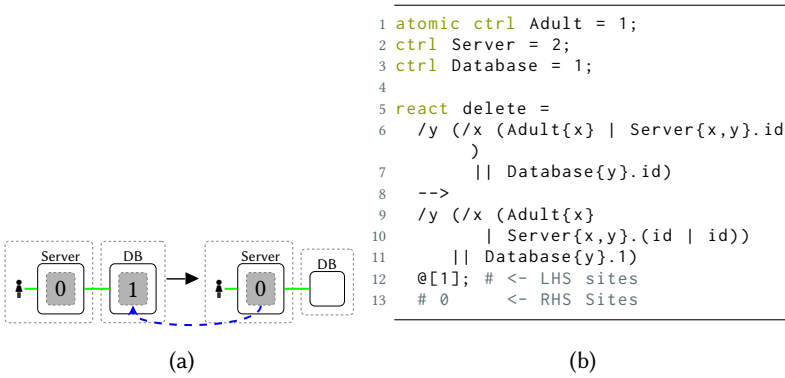 Server DB Server DB
0 1 0
(a)
1 atomic ctrl Adult = 1;
2 ctrl Server = 2;
3 ctrl Database = 1;
4
5 react delete =
6 /y (/x (Adult{x} | Server{x,y}.id
)
7 || Database{y}.id)
8 -->
9 /y (/x (Adult{x}
10 | Server{x,y}.(id | id))
11 || Database{y}.1)
12 @[1]; # <- LHS sites
13 # 0 <- RHS Sites
(b)